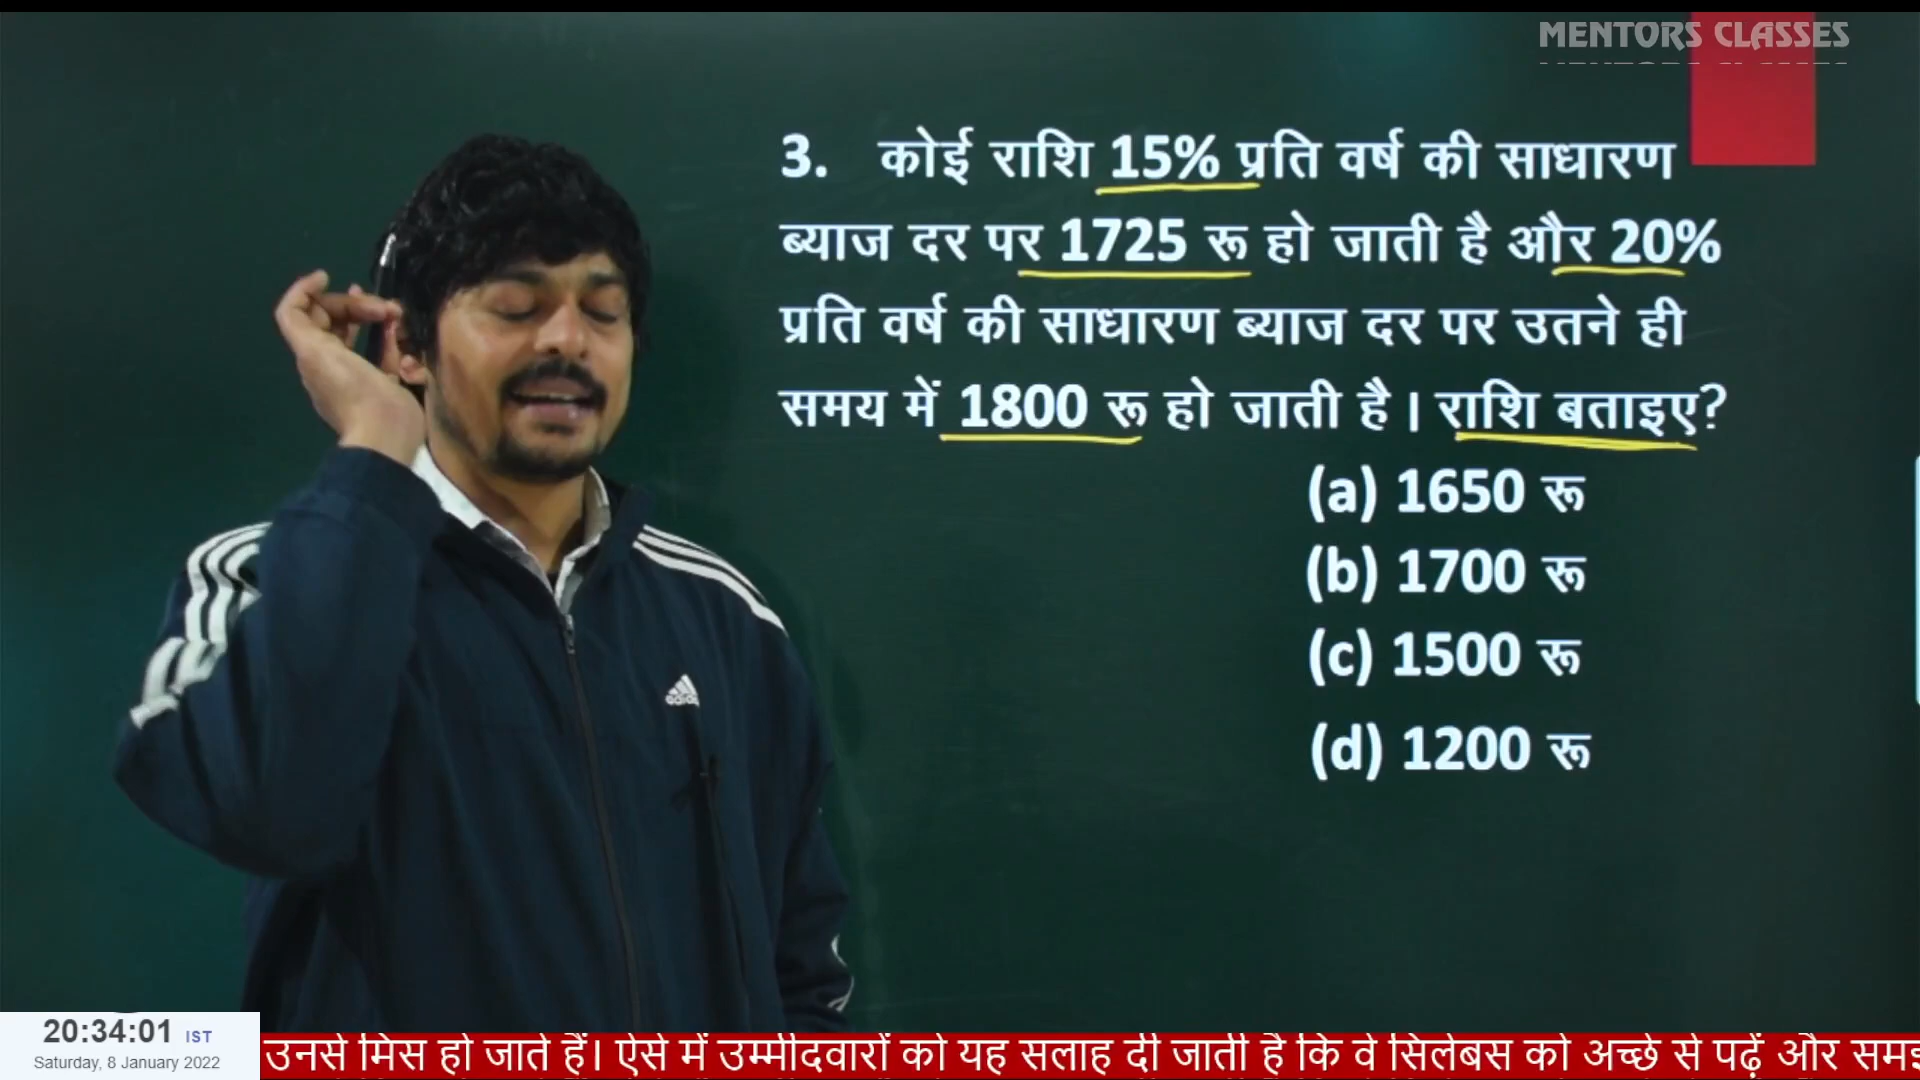 MENTORS CLASSES
3. कोई राशि 15% प्रति वर्ष की साधारण
ब्याज दर पर 1725 रू हो जाती है और 20%
प्रति वर्ष की साधारण ब्याज दर पर उतने ही
समय में 1800 रू हो जाती है। राशि बताइए?
(a) 1650 रू
(b) 1700 रू
(c) 1500 रू
(d) 1200 रू
adidas
20:34:01 IST
Saturday, 8 January 2022
उनसे मिस हो जाते हैं। ऐसे में उम्मीदवारों को यह सलाह दी जाती है कि वे सिलेबस को अच्छे से पढ़ें और